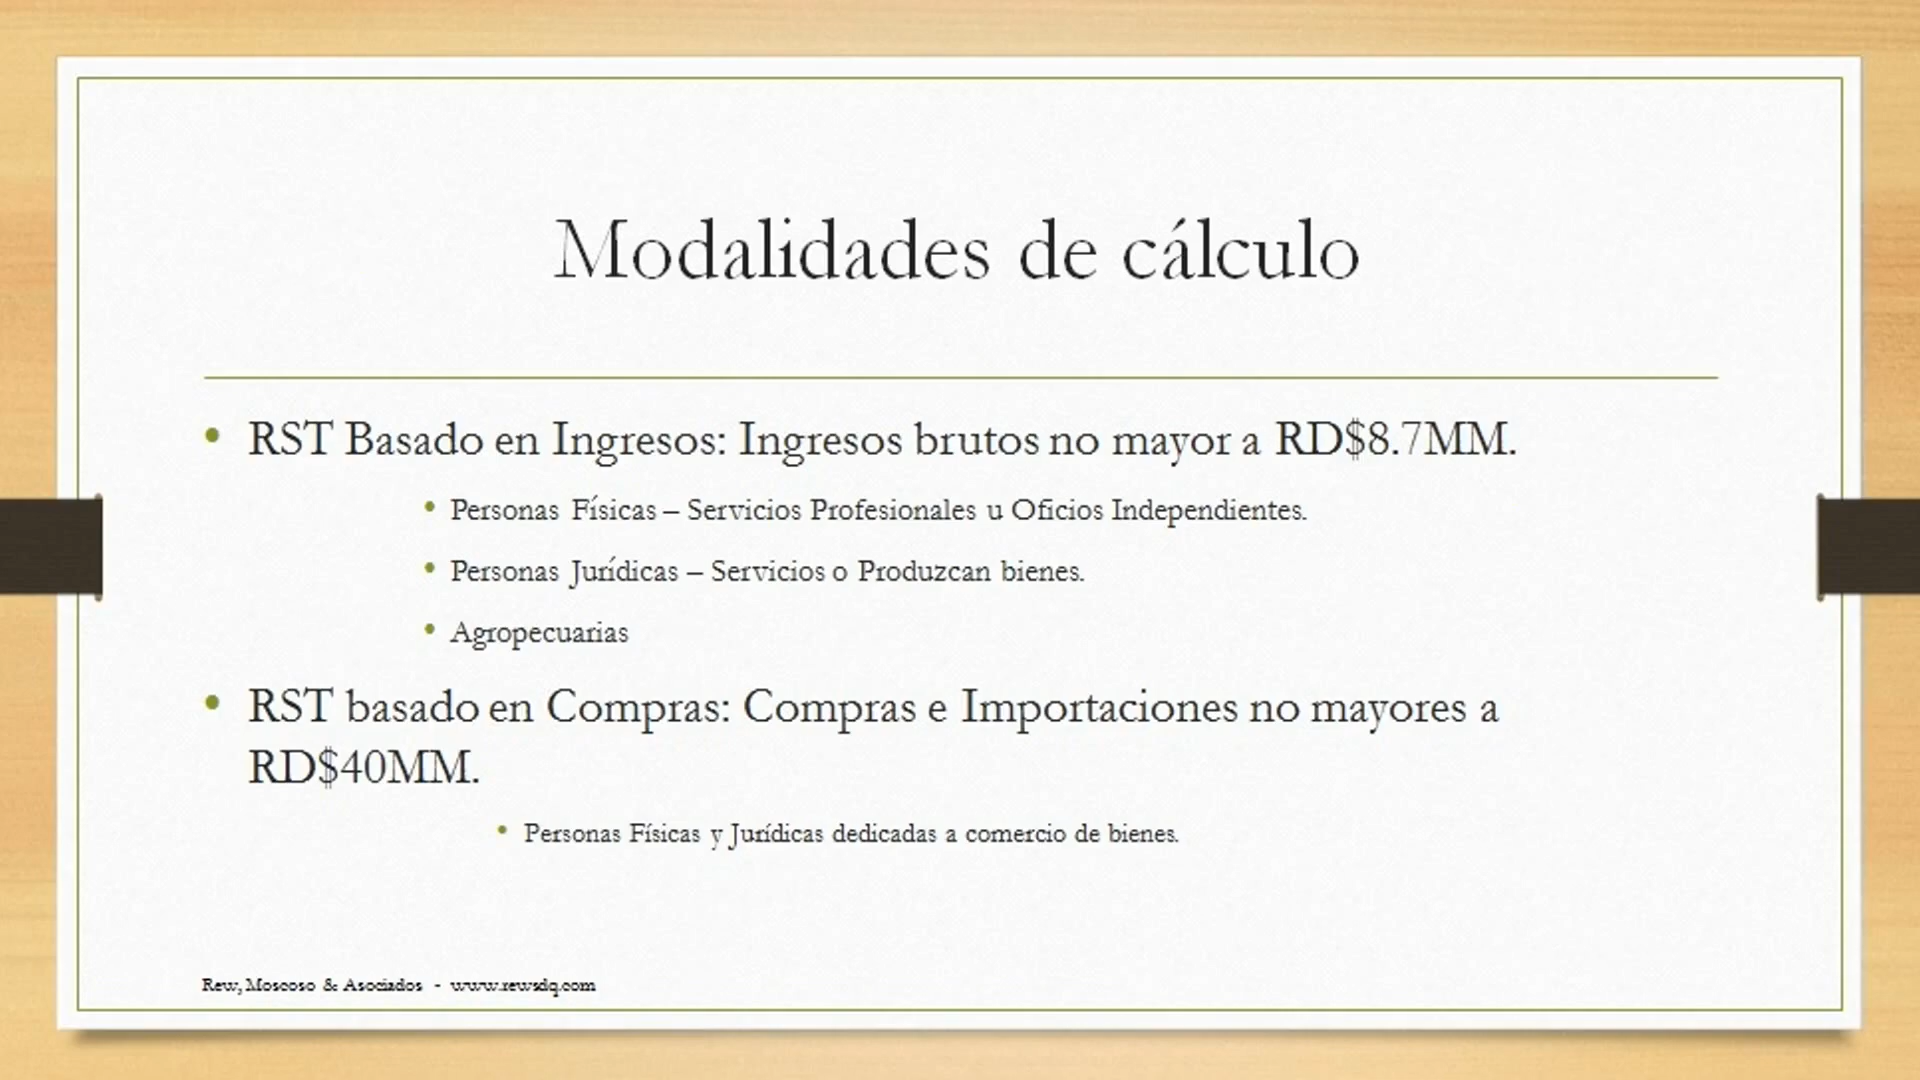 Modalidades de cálculo
• RST Basado en Ingresos: Ingresos brutos no mayor a RD$8.7MM.
• Personas Físicas – Servicios Profesionales u Oficios Independientes.
• Personas Jurídicas – Servicios o Produzcan bienes.
• Agropecuarias
• RST basado en Compras: Compras e Importaciones no mayores a
RD$40MM.
• Personas Físicas y Jurídicas dedicadas a comercio de bienes.
Rew, Moscoso & Asociados - www.rewsdq.com